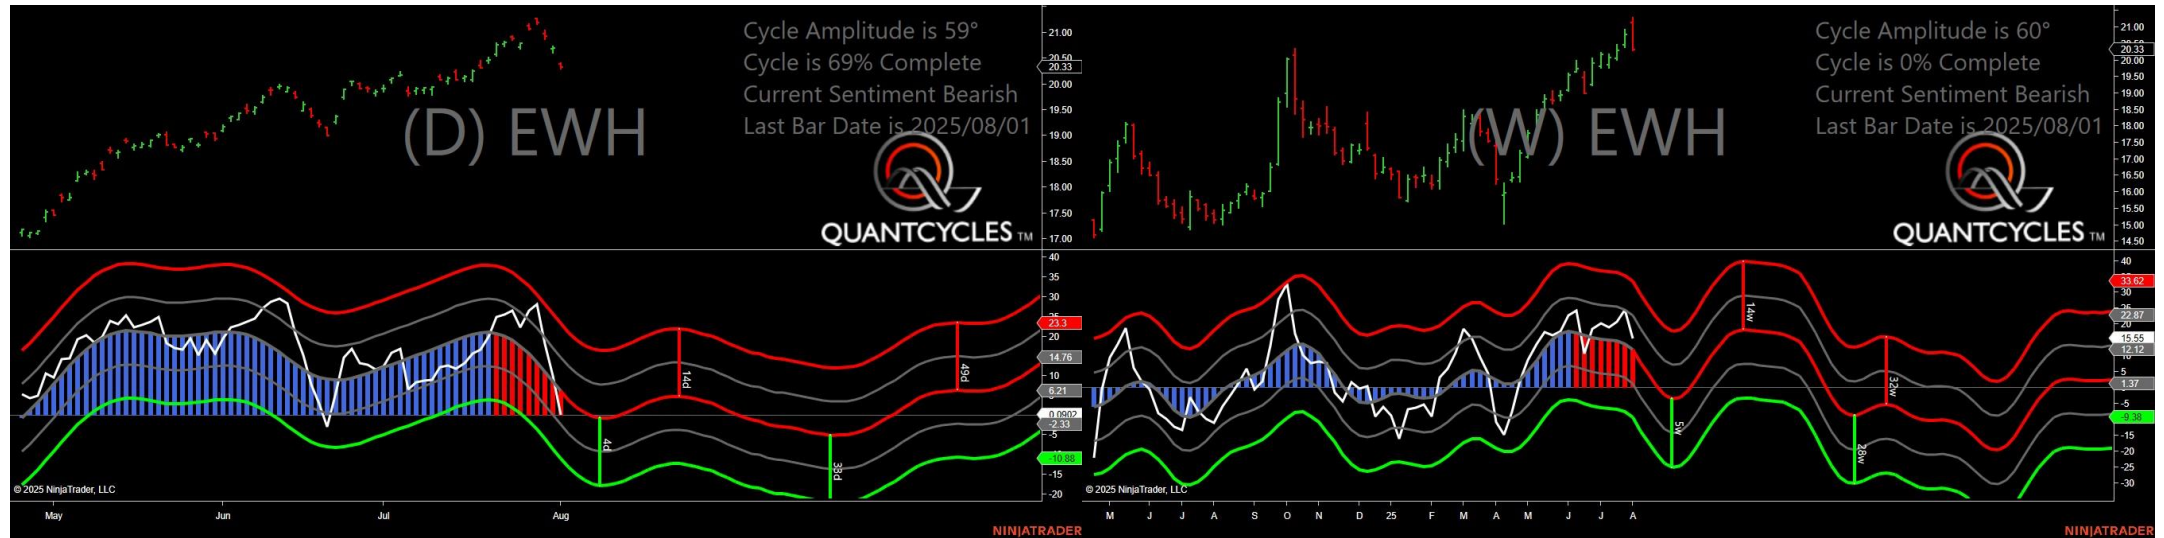 Cycle Amplitude is 59°
Cycle is 69% Complete
Current Sentiment Bearish
Last Bar Date is 2025/08/01
(D) EWH
QUANTCYCLES TM
21.00
20.50
20.33
20.00
19.50
19.00
18.50
18.00
17.50
17.00
40
35
30
23.3
20
14.76
10
6.21
0.0902
-2.33
-5
-10.88
-15
-20
14d
49d
4d
33d
© 2025 NinjaTrader, LLC
May
Jun
Jul
Aug
NINJATRADER
Cycle Amplitude is 60°
Cycle is 0% Complete
Current Sentiment Bearish
Last Bar Date is 2025/08/01
(W) EWH
QUANTCYCLES TM
21.00
20.33
20.00
19.50
19.00
18.50
18.00
17.50
17.00
16.50
16.00
15.50
15.00
14.50
40
33.62
30
22.87
20
15.55
12.12
5
1.37
-5
-9.38
-15
-20
-25
-30
14w
32w
5w
28w
© 2025 NinjaTrader, LLC
M
J
J
A
S
O
N
D
25
F
M
A
M
J
J
A
NINJATRADER